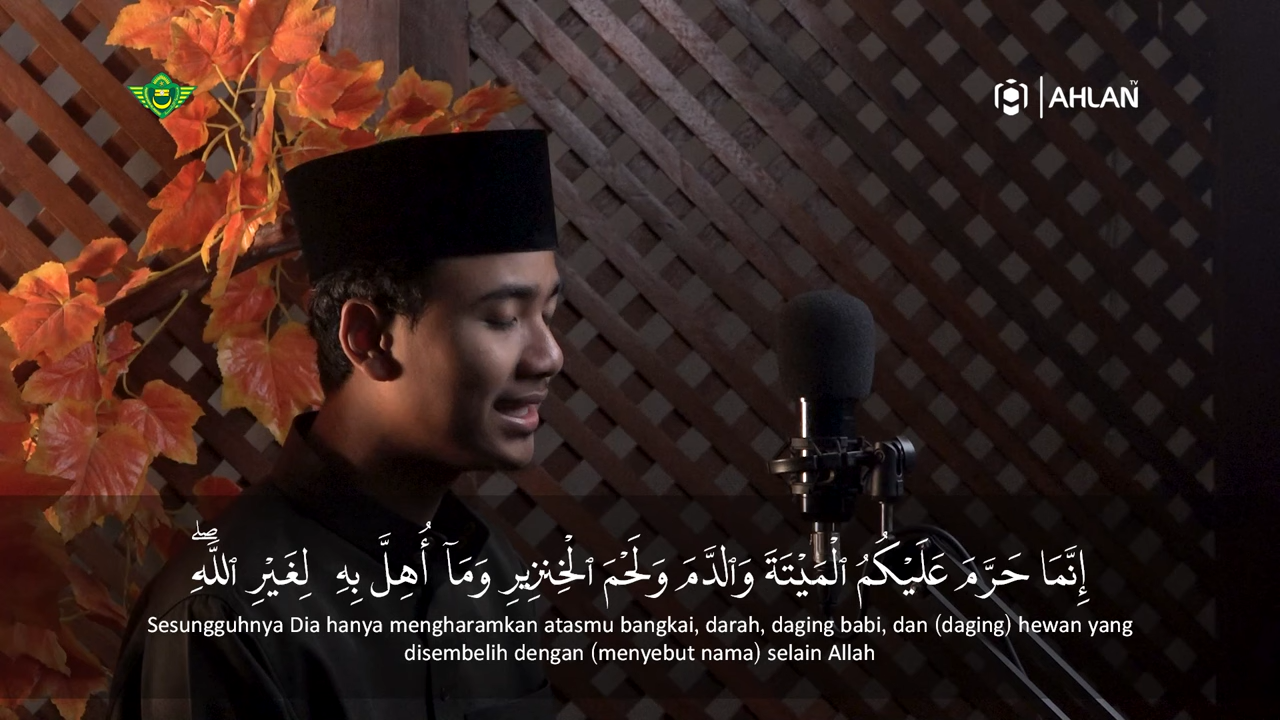 AHLAN TV
إِنَّمَا حَرَّمَ عَلَيْكُمُ ٱلْمَيْتَةَ وَٱلدَّمَ وَلَحْمَ ٱلْخِنزِيرِ وَمَآ أُهِلَّ بِهِۦ لِغَيْرِ ٱللَّهِۖ
Sesungguhnya Dia hanya mengharamkan atasmu bangkai, darah, daging babi, dan (daging) hewan yang
disembelih dengan (menyebut nama) selain Allah